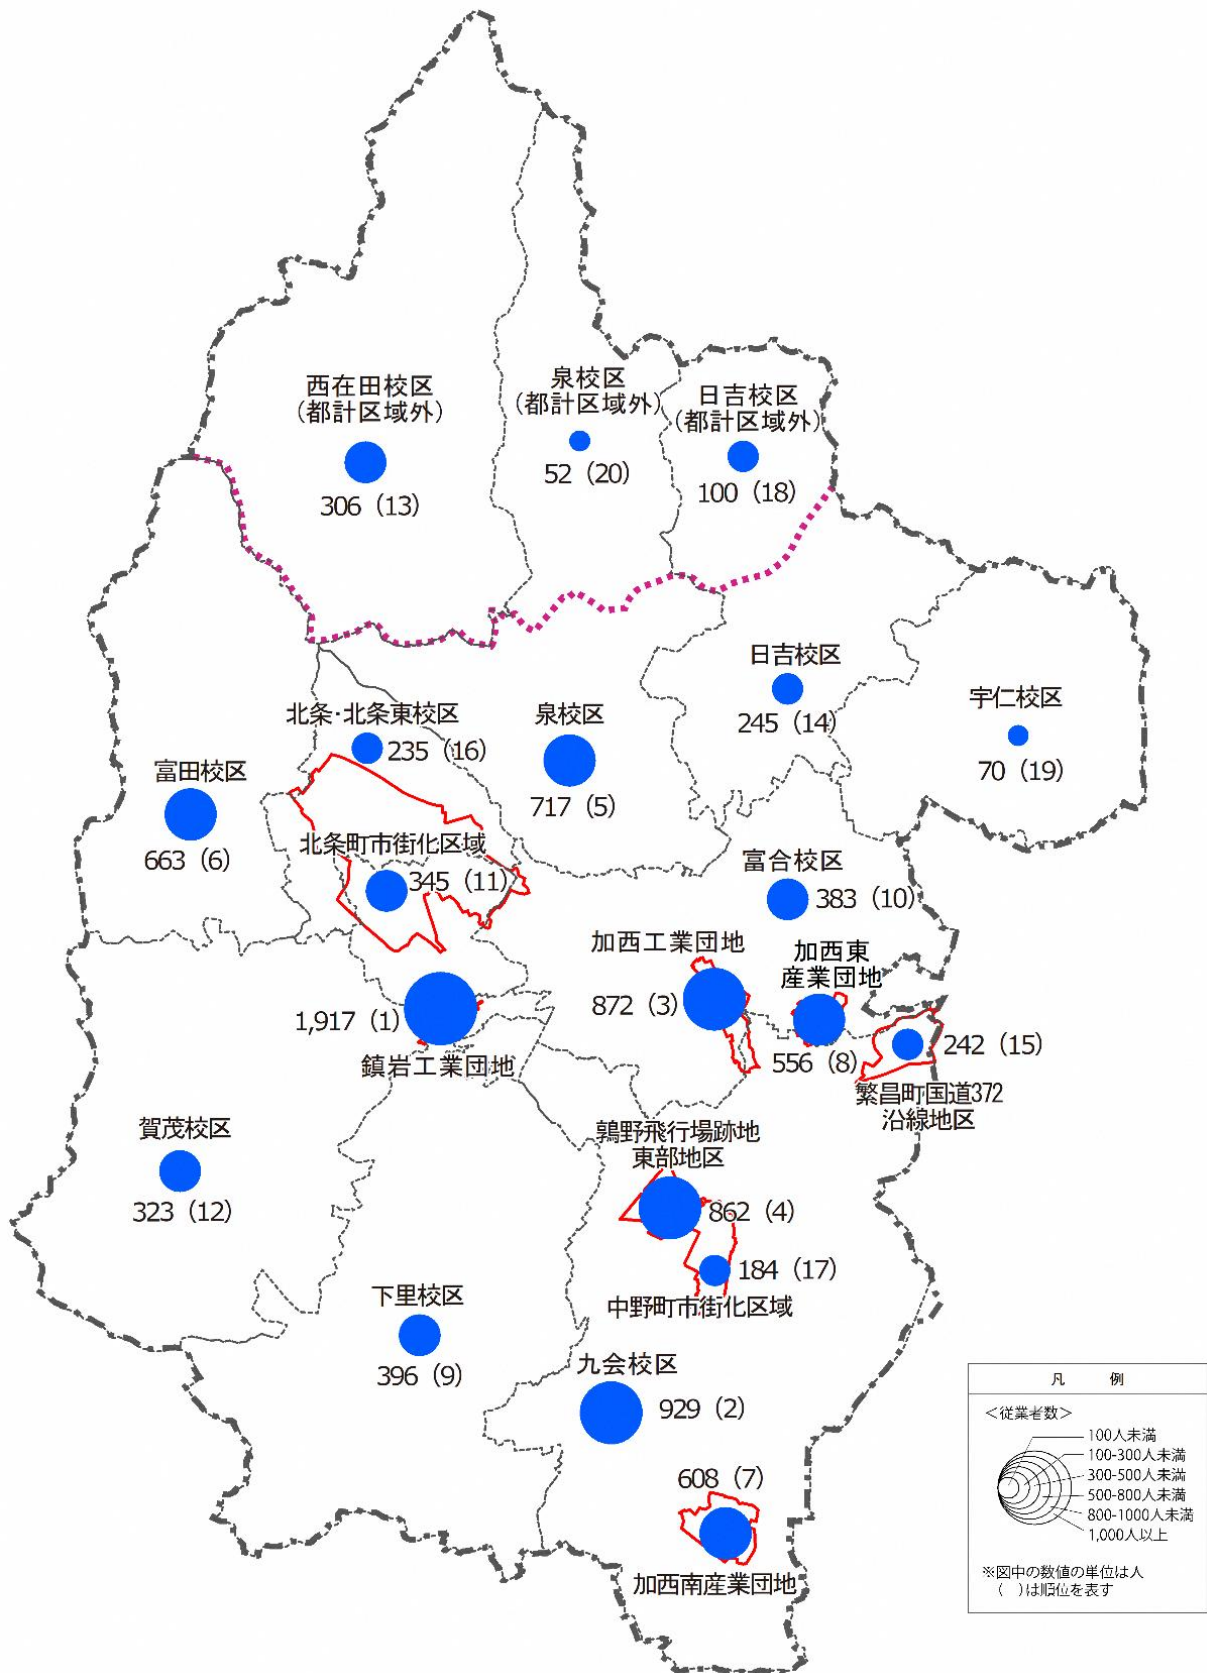 西在田校区
(都計区域外)
306 (13)
泉校区
(都計区域外)
52 (20)
日吉校区
(都計区域外)
100 (18)
日吉校区
245 (14)
宇仁校区
70 (19)
北条・北条東校区
235 (16)
泉校区
717 (5)
富田校区
663 (6)
北条町市街化区域
345 (11)
富合校区
383 (10)
加西工業団地
872 (3)
加西東
産業団地
556 (8)
1,917 (1)
鎮岩工業団地
242 (15)
繁昌町国道372
沿線地区
賀茂校区
323 (12)
鶉野飛行場跡地
東部地区
862 (4)
184 (17)
中野町市街化区域
下里校区
396 (9)
九会校区
929 (2)
608 (7)
加西南産業団地
凡 例
＜従業者数＞
100人未満
100-300人未満
300-500人未満
500-800人未満
800-1000人未満
1,000人以上
※図中の数値の単位は人
( )は順位を表す